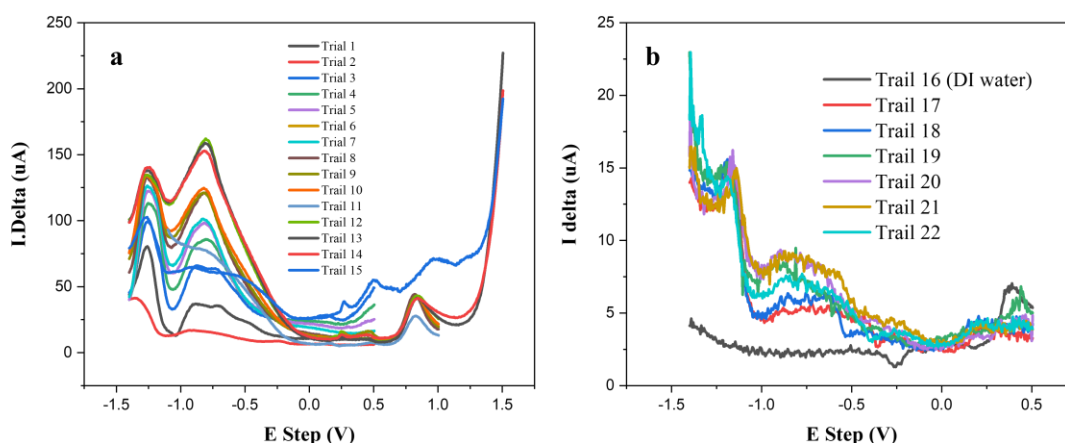 a
I.Delta (uA)
250
200
150
100
50
0
-1.5
-1.0
-0.5
0.0
0.5
1.0
1.5
E Step (V)
Trial 1
Trial 2
Trial 3
Trial 4
Trial 5
Trial 6
Trial 7
Trail 8
Trail 9
Trail 10
Trail 11
Trail 12
Trail 13
Trail 14
Trail 15
b
I delta (uA)
25
20
15
10
5
0
-1.5
-1.0
-0.5
0.0
0.5
E Step (V)
Trail 16 (DI water)
Trail 17
Trail 18
Trail 19
Trail 20
Trail 21
Trail 22